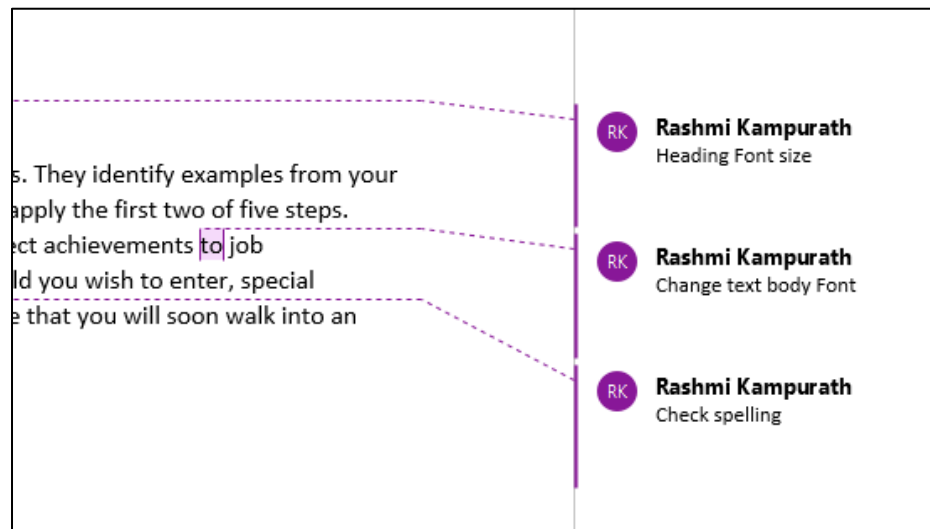 RK
Rashmi Kampurath
Heading Font size
They identify examples from your
apply the first two of five steps.
achievements to job
you wish to enter, special
that you will soon walk into an
RK
Rashmi Kampurath
Change text body Font
RK
Rashmi Kampurath
Check spelling